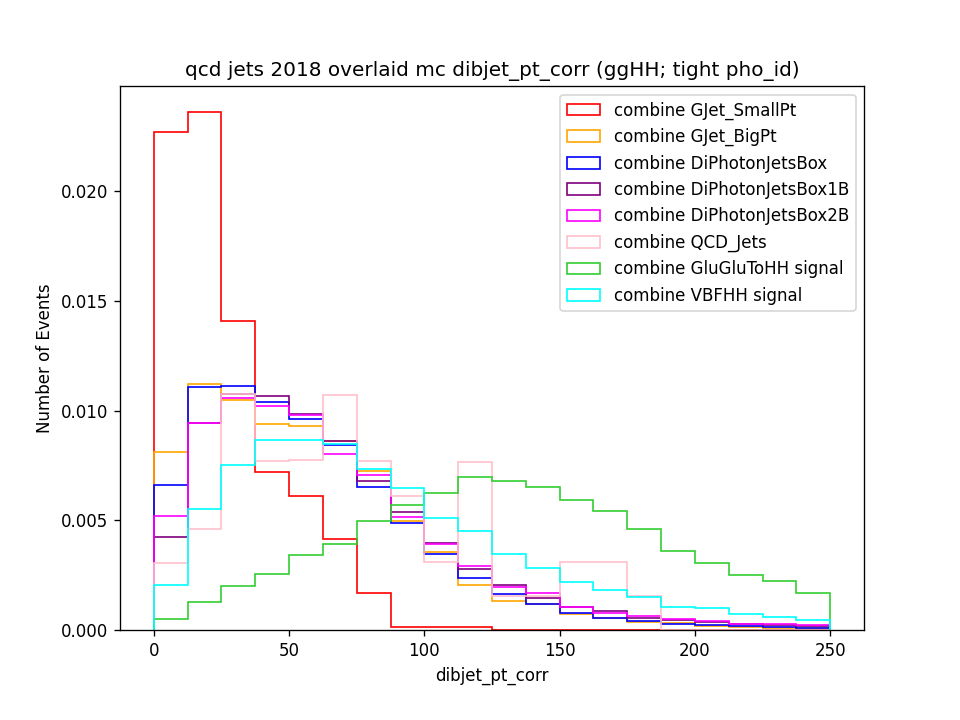 qcd jets 2018 overlaid mc dibjet_pt_corr (ggHH; tight pho_id)
combine GJet_SmallPt
combine GJet_BigPt
combine DiPhotonJetsBox
combine DiPhotonJetsBox1B
combine DiPhotonJetsBox2B
combine QCD_Jets
combine GluGluToHH signal
combine VBFHH signal
Number of Events
0.020
0.015
0.010
0.005
0.000
0 50 100 150 200 250
dibjet_pt_corr